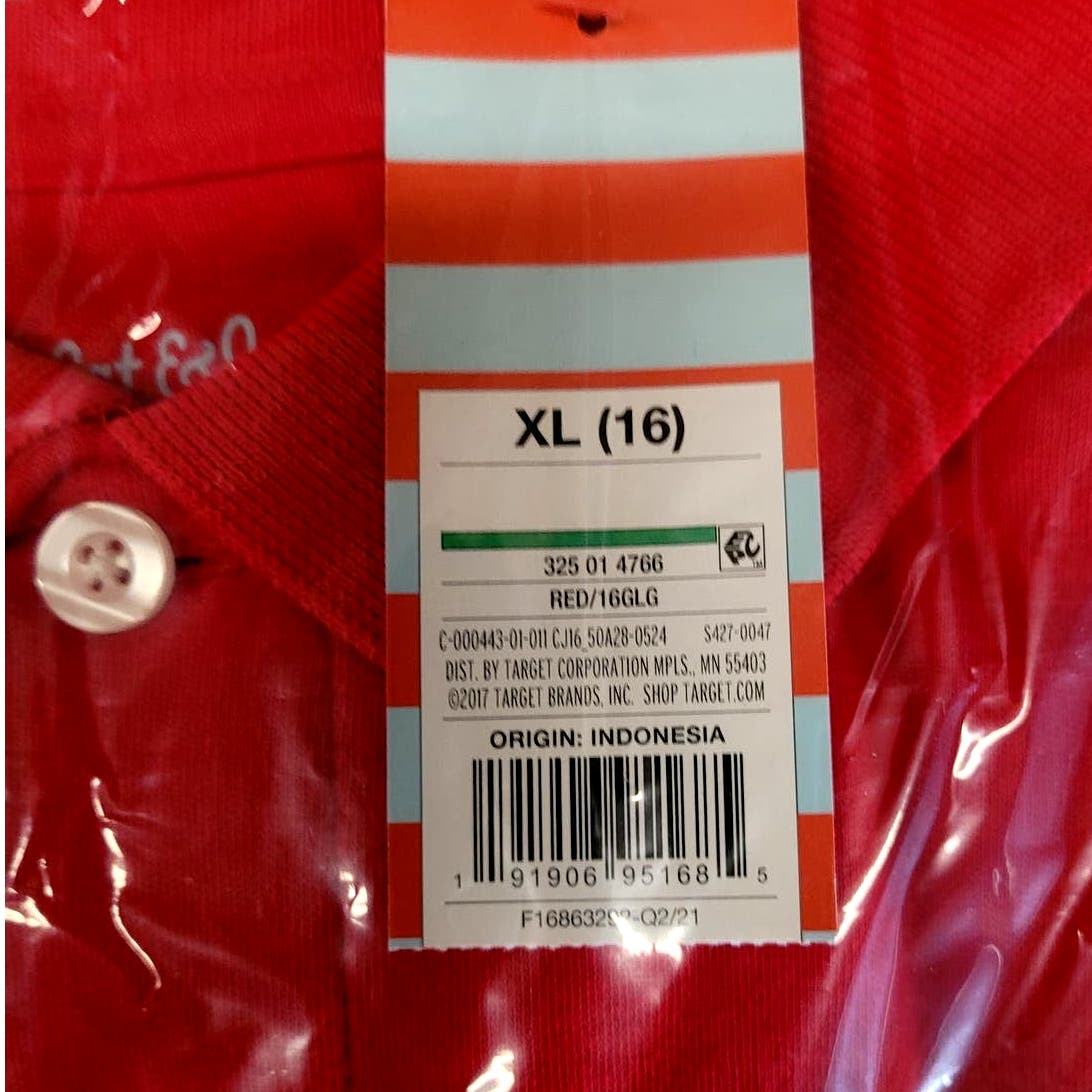 XL (16)
325 01 4766
RED/16GLG
C-000443-01-011 CJ16_50A28-0524 S427-0047
DIST. BY TARGET CORPORATION MPLS., MN 55403
©2017 TARGET BRANDS, INC. SHOP TARGET.COM
ORIGIN: INDONESIA
1 91906 95168 5